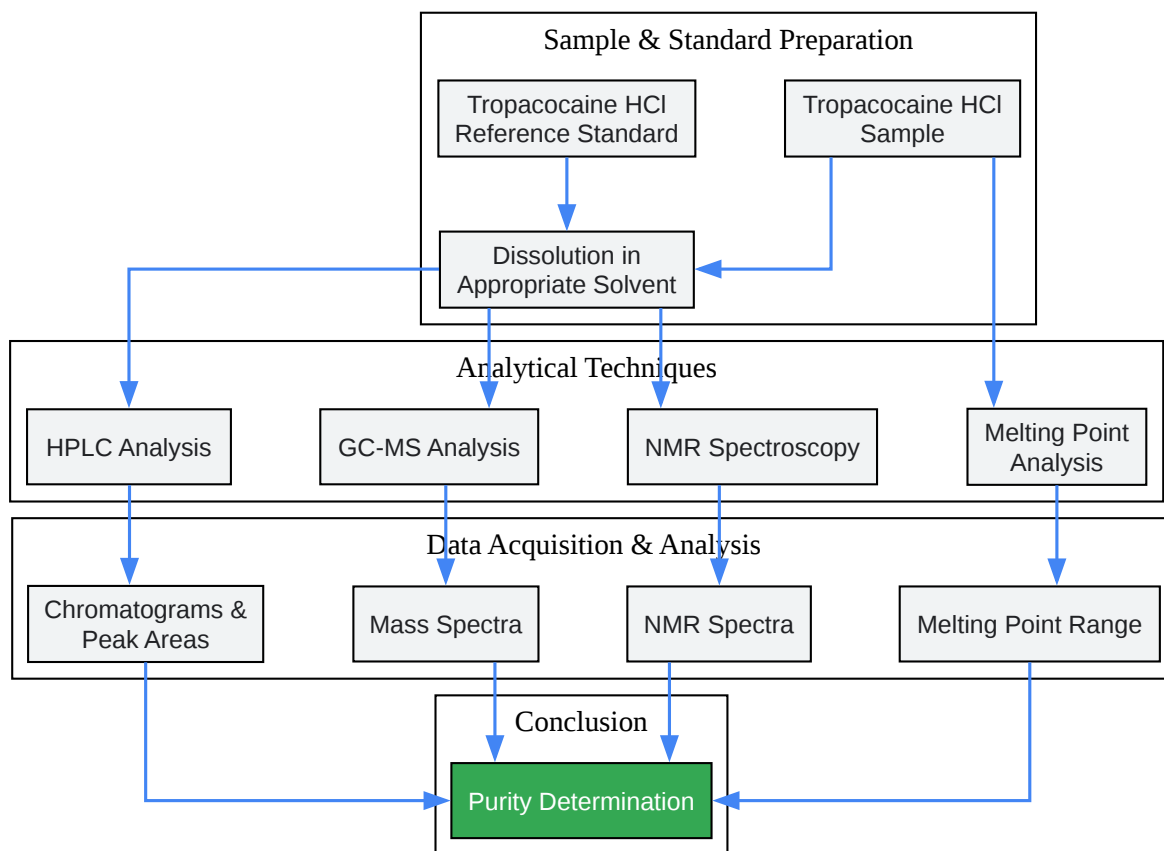 Sample & Standard Preparation
Tropacocaine HCl
Reference Standard
Tropacocaine HCl
Sample
Dissolution in
Appropriate Solvent
Analytical Techniques
HPLC Analysis
GC-MS Analysis
NMR Spectroscopy
Melting Point
Analysis
Data Acquisition & Analysis
Chromatograms &
Peak Areas
Mass Spectra
NMR Spectra
Melting Point Range
Conclusion
Purity Determination